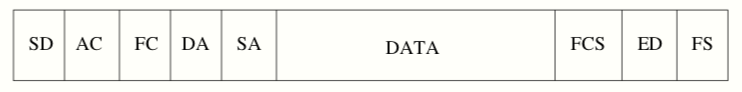 SD AC FC DA SA DATA FCS ED FS